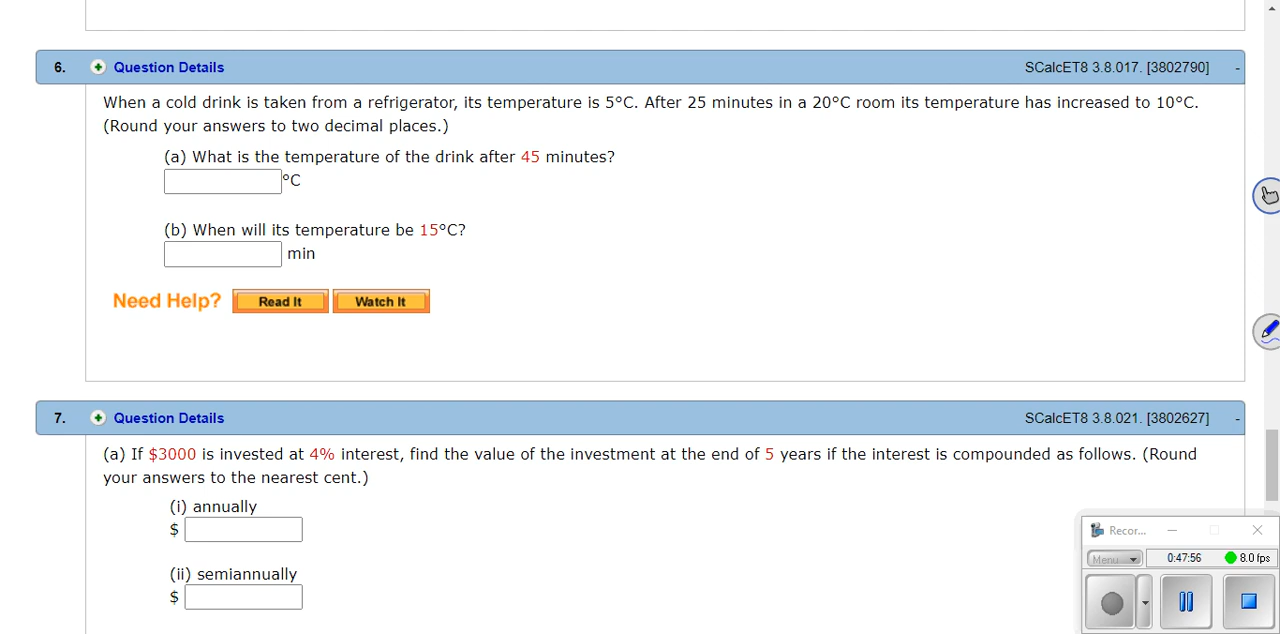 6. Question Details SCalcET8 3.8.017. [3802790] -
When a cold drink is taken from a refrigerator, its temperature is 5°C. After 25 minutes in a 20°C room its temperature has increased to 10°C.
(Round your answers to two decimal places.)
(a) What is the temperature of the drink after 45 minutes?
°C
(b) When will its temperature be 15°C?
min
Need Help? Read It Watch It
7. Question Details SCalcET8 3.8.021. [3802627] -
(a) If $3000 is invested at 4% interest, find the value of the investment at the end of 5 years if the interest is compounded as follows. (Round
your answers to the nearest cent.)
(i) annually
$
(ii) semiannually
$
Recor...
Menu 0:47:56 8.0 fps